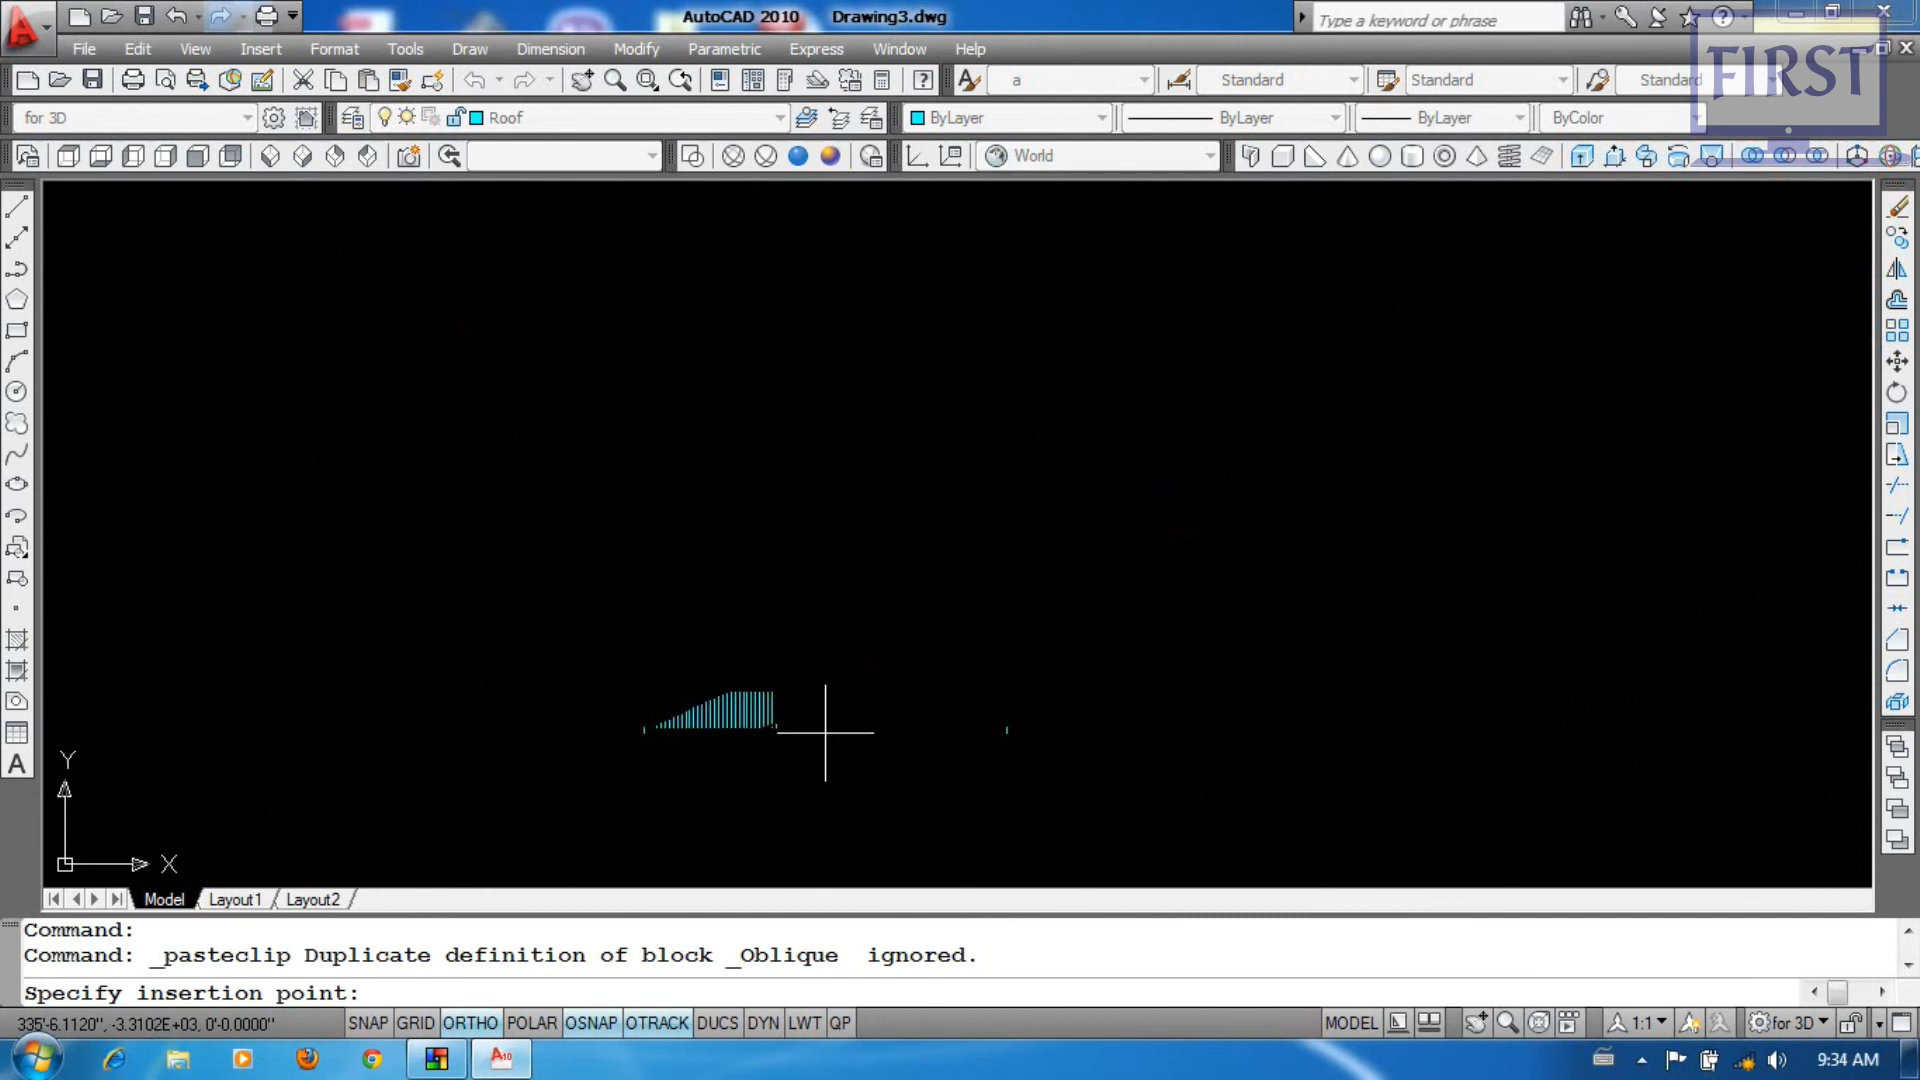 AutoCAD 2010 Drawing3.dwg
Type a keyword or phrase
FIRST
File Edit View Insert Format Tools Draw Dimension Modify Parametric Express Window Help
a Standard Standard Standard
for 3D Roof ByLayer ByLayer ByLayer ByColor
World
Y
X
Model Layout1 Layout2
Command:
Command: _pasteclip Duplicate definition of block _Oblique ignored.
Specify insertion point:
335'-6.1120", -3.3102E+03, 0'-0.0000" SNAP GRID ORTHO POLAR OSNAP OTRACK DUCS DYN LWT QP MODEL 1:1 for 3D
9:34 AM